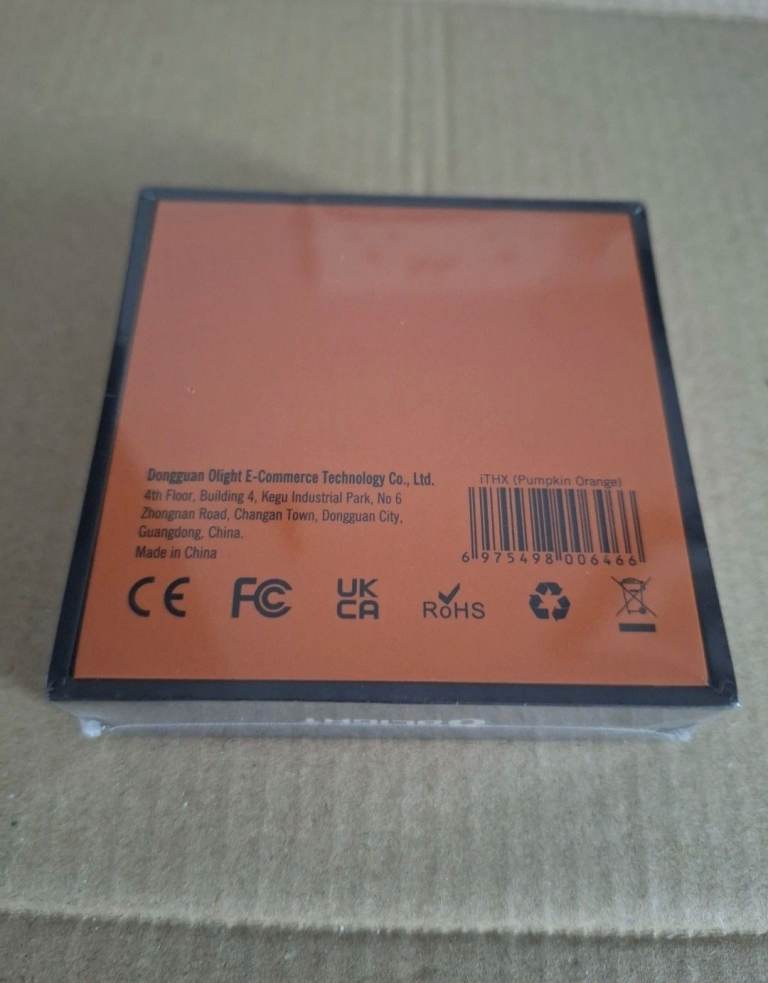 Dongguan Olight E-Commerce Technology Co., Ltd.
4th Floor, Building 4, Kegu Industrial Park, No 6
Zhongnan Road, Changan Town, Dongguan City,
Guangdong, China.
Made in China
iTHX (Pumpkin Orange)
6 975498 006466
CE FC UK CA RoHS
OLIGHT